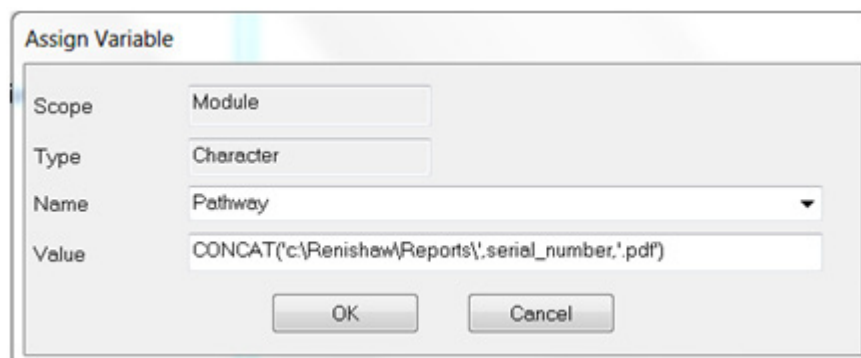 Assign Variable
Scope Module
Type Character
Name Pathway
Value CONCAT('c:\Renishaw\Reports\',serial_number,'.pdf')
OK Cancel